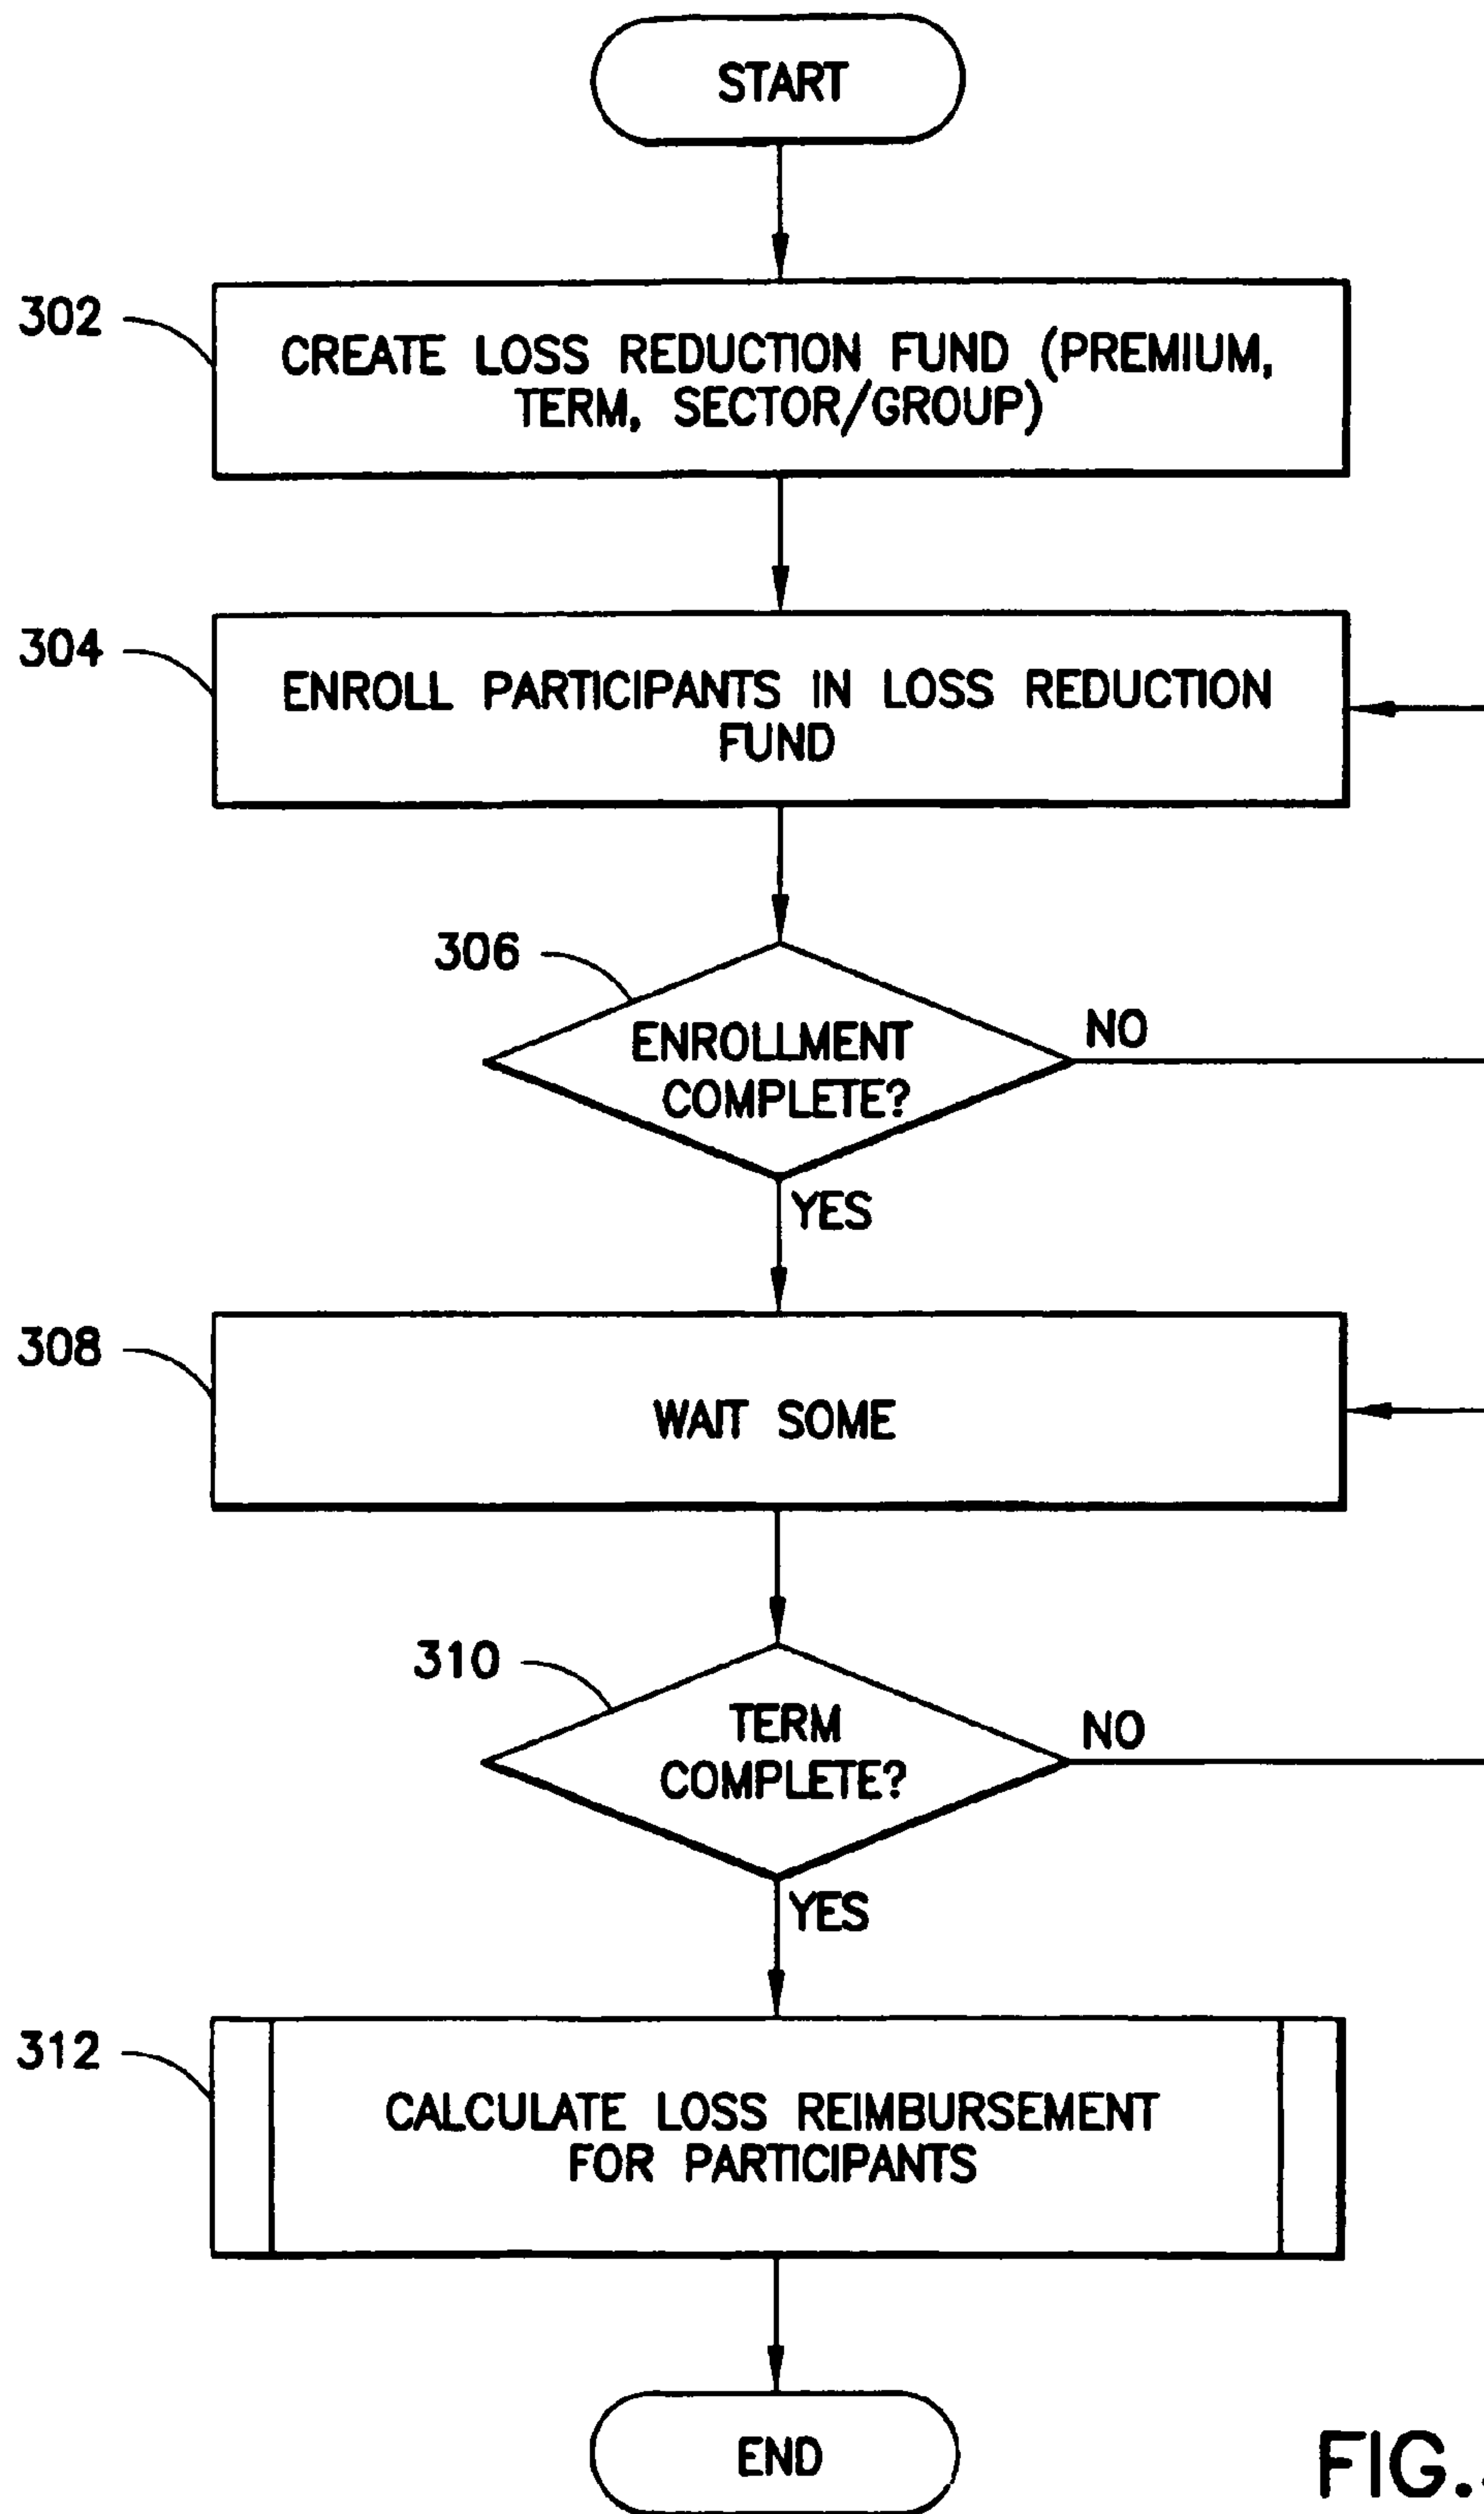 START
302
CREATE LOSS REDUCTION FUND (PREMIUM,
TERM, SECTOR/GROUP)
304
ENROLL PARTICIPANTS IN LOSS REDUCTION
FUND
306
ENROLLMENT
COMPLETE?
NO
YES
308
WAIT SOME
310
TERM
COMPLETE?
NO
YES
312
CALCULATE LOSS REIMBURSEMENT
FOR PARTICIPANTS
END
FIG.